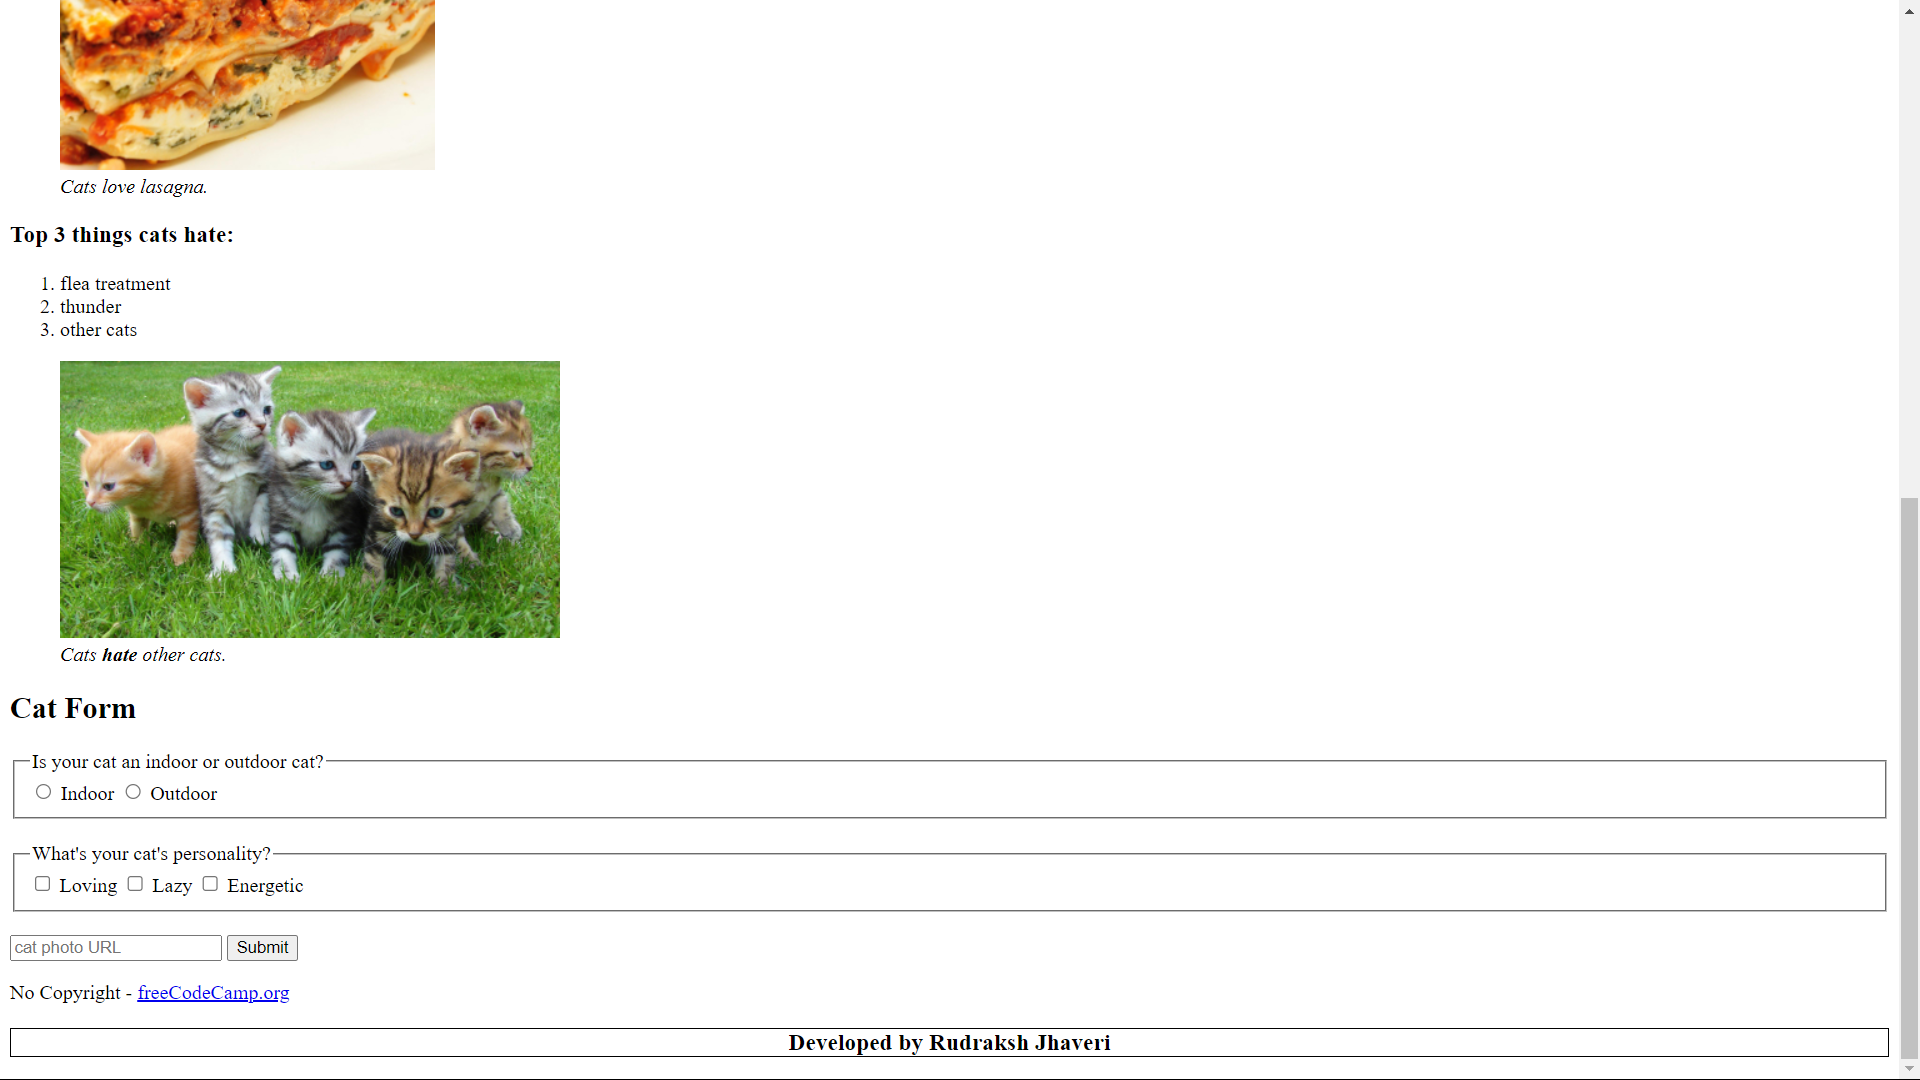 Cats love lasagna.
Top 3 things cats hate:
1. flea treatment
2. thunder
3. other cats
Cats hate other cats.
Cat Form
Is your cat an indoor or outdoor cat?
Indoor Outdoor
What's your cat's personality?
Loving Lazy Energetic
cat photo URL Submit
No Copyright - freeCodeCamp.org
Developed by Rudraksh Jhaveri